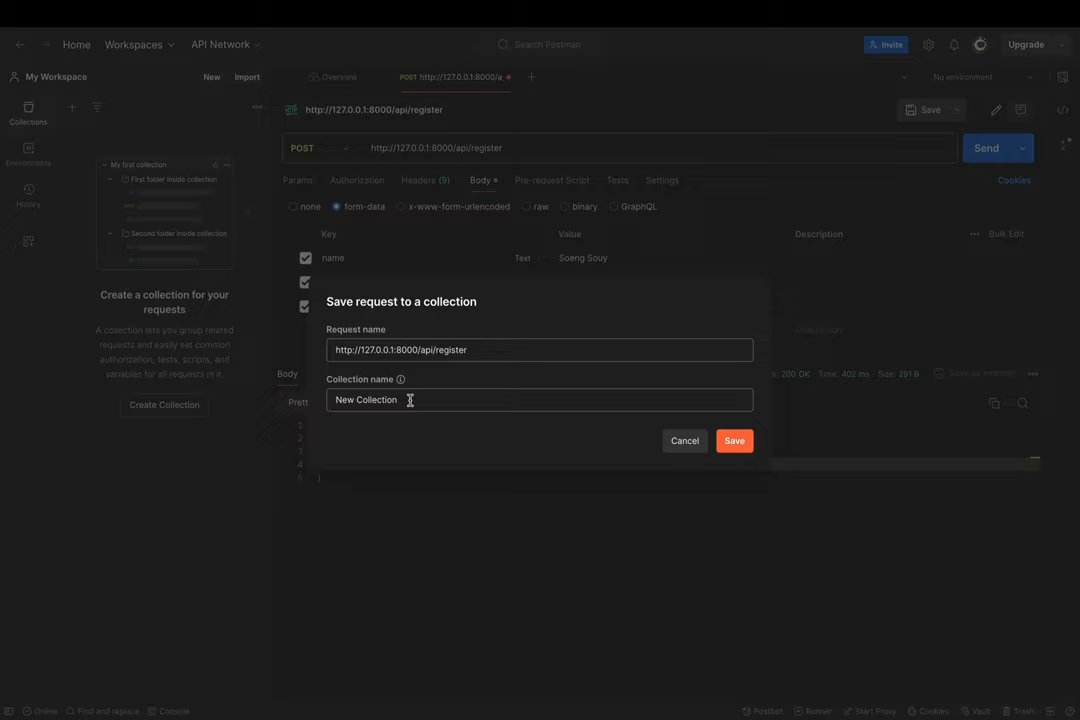 Home Workspaces API Network Search Postman Invite Upgrade
My Workspace New Import Overview POST http://127.0.0.1:8000/a No environment
http://127.0.0.1:8000/api/register Save
Collections
POST http://127.0.0.1:8000/api/register Send
Environments
History
My first collection
First folder inside collection
Second folder inside collection
Create a collection for your
requests
A collection lets you group related
requests and easily set common
authorization, tests, scripts, and
variables for all requests in it.
Create Collection
Params Authorization Headers (9) Body Pre-request Script Tests Settings Cookies
none form-data x-www-form-urlencoded raw binary GraphQL
Key Value Description Bulk Edit
name Text Soeng Souy
Description
Save request to a collection
Request name
http://127.0.0.1:8000/api/register
Collection name
New Collection
Cancel Save
Body 200 OK Time: 402 ms Size: 291 B Save as example
Prett
1
2
3
4
5 }
Online Find and replace Console Postbot Runner Start Proxy Cookies Vault Trash